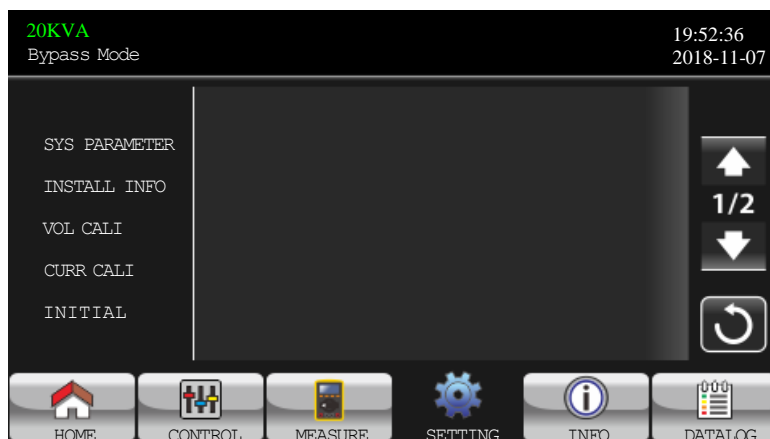 20KVA
Bypass Mode
19:52:36
2018-11-07
SYS PARAMETER
INSTALL INFO
VOL CALI
CURR CALI
INITIAL
1/2
HOME CONTROL MEASURE SETTING INFO DATALOG